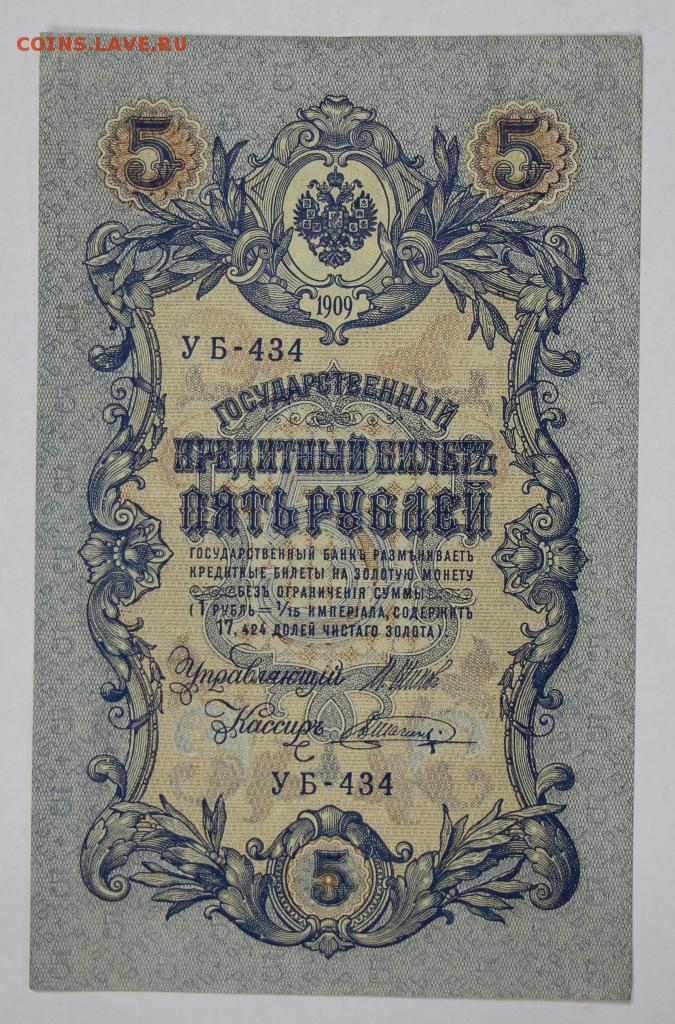 COINS.LAVE.RU
5 5
1909
УБ-434
ГОСУДАРСТВЕННЫЙ
КРЕДИТНЫЙ БИЛЕТЪ
ПЯТЬ РУБЛЕЙ
ГОСУДАРСТВЕННЫЙ БАНКЪ РАЗМѢНИВАЕТЪ
КРЕДИТНЫЕ БИЛЕТЫ НА ЗОЛОТУЮ МОНЕТУ
БЕЗЪ ОГРАНИЧЕНІЯ СУММЫ
(1 РУБЛЬ = 1/15 ИМПЕРІАЛА, СОДЕРЖИТЪ
17,424 ДОЛЕЙ ЧИСТАГО ЗОЛОТА).
Управляющій
Кассиръ
УБ-434
5